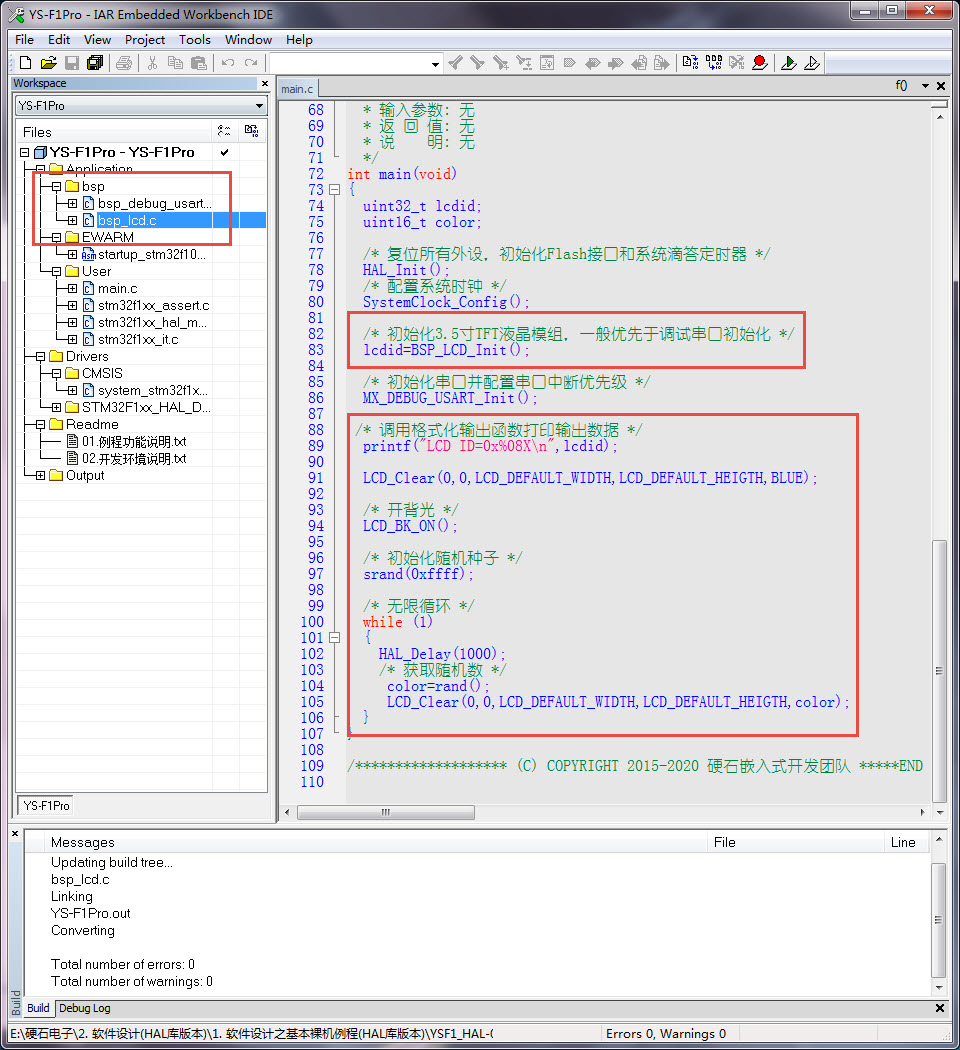 YS-F1Pro - IAR Embedded Workbench IDE
File Edit View Project Tools Window Help
Workspace
YS-F1Pro
Files
YS-F1Pro - YS-F1Pro
Application
bsp
bsp_debug_usart...
bsp_lcd.c
EWARM
startup_stm32f10...
User
main.c
stm32f1xx_assert.c
stm32f1xx_hal_m...
stm32f1xx_it.c
Drivers
CMSIS
system_stm32f1x...
STM32F1xx_HAL_D...
Readme
01.例程功能说明.txt
02.开发环境说明.txt
Output
YS-F1Pro
main.c
f()
68 * 输入参数: 无
69 * 返 回 值: 无
70 * 说 明: 无
71 */
72 int main(void)
73 {
74 uint32_t lcdid;
75 uint16_t color;
76
77 /* 复位所有外设，初始化Flash接口和系统滴答定时器 */
78 HAL_Init();
79 /* 配置系统时钟 */
80 SystemClock_Config();
81
82 /* 初始化3.5寸TFT液晶模组，一般优先于调试串口初始化 */
83 lcdid=BSP_LCD_Init();
84
85 /* 初始化串口并配置串口中断优先级 */
86 MX_DEBUG_USART_Init();
87
88 /* 调用格式化输出函数打印输出数据 */
89 printf("LCD ID=0x%08X\n",lcdid);
90
91 LCD_Clear(0,0,LCD_DEFAULT_WIDTH,LCD_DEFAULT_HEIGTH,BLUE);
92
93 /* 开背光 */
94 LCD_BK_ON();
95
96 /* 初始化随机种子 */
97 srand(0xffff);
98
99 /* 无限循环 */
100 while (1)
101 {
102 HAL_Delay(1000);
103 /* 获取随机数 */
104 color=rand();
105 LCD_Clear(0,0,LCD_DEFAULT_WIDTH,LCD_DEFAULT_HEIGTH,color);
106 }
107 }
108
109 /******************* (C) COPYRIGHT 2015-2020 硬石嵌入式开发团队 *****END
110
Messages File Line
Updating build tree...
bsp_lcd.c
Linking
YS-F1Pro.out
Converting
Total number of errors: 0
Total number of warnings: 0
Build
Build Debug Log
E:\硬石电子\2. 软件设计(HAL库版本)\1. 软件设计之基本裸机例程(HAL库版本)\YSF1_HAL-0 Errors 0, Warnings 0